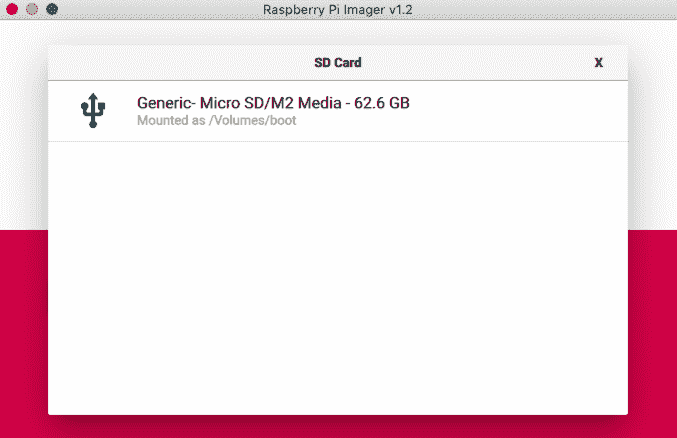 Raspberry Pi Imager v1.2
SD Card X
Generic- Micro SD/M2 Media - 62.6 GB
Mounted as /Volumes/boot